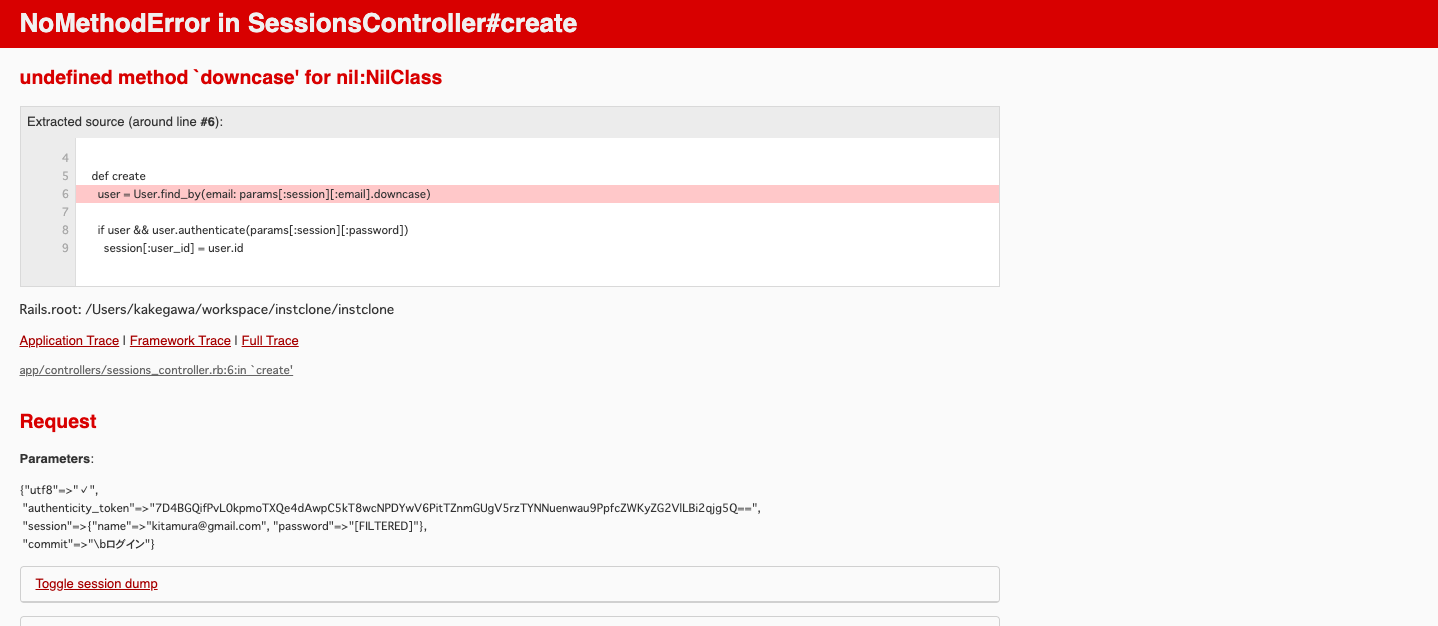 NoMethodError in SessionsController#create
undefined method `downcase' for nil:NilClass
Extracted source (around line #6):
4
5 def create
6 user = User.find_by(email: params[:session][:email].downcase)
7
8 if user && user.authenticate(params[:session][:password])
9 session[:user_id] = user.id
Rails.root: /Users/kakegawa/workspace/instclone/instclone
Application Trace | Framework Trace | Full Trace
app/controllers/sessions_controller.rb:6:in `create'
Request
Parameters:
{"utf8"=>"✓",
"authenticity_token"=>"7D4BGQifPvL0kpmoTXQe4dAwpC5kT8wcNPDYwV6PitTZnmGUgV5rzTYNNuenwau9PpfcZWKyZG2VlLBi2qjg5Q==",
"session"=>{"name"=>"kitamura@gmail.com", "password"=>"[FILTERED]"},
"commit"=>"\bログイン"}
Toggle session dump